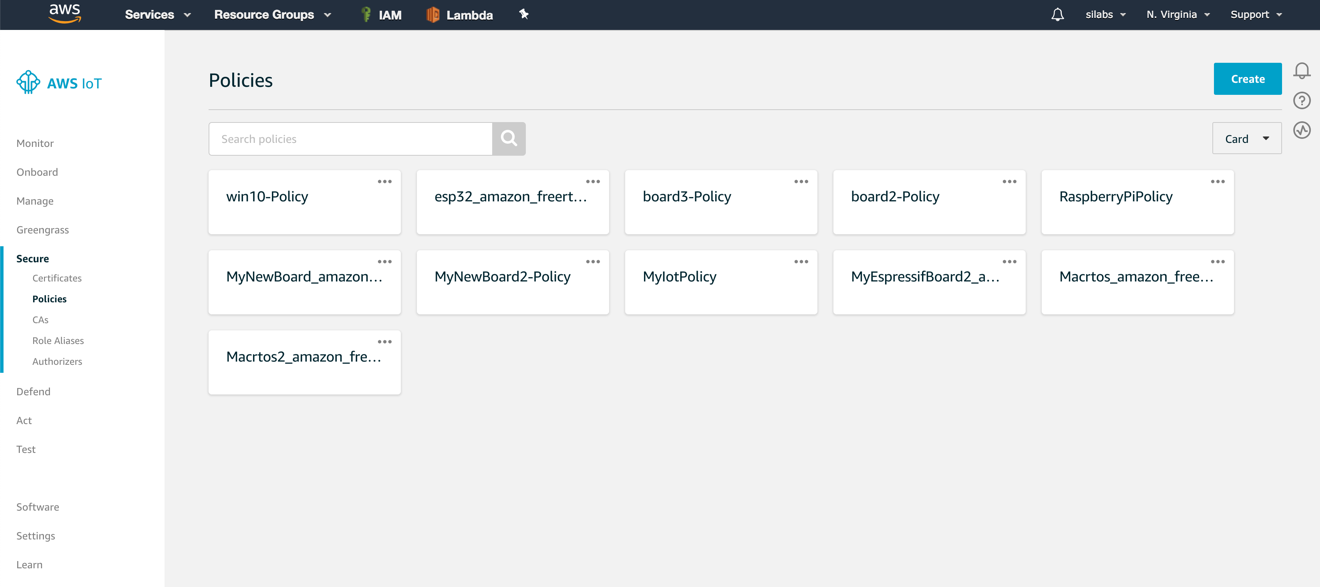 aws Services Resource Groups IAM Lambda silabs N. Virginia Support
AWS IoT
Monitor
Onboard
Manage
Greengrass
Secure
Certificates
Policies
CAs
Role Aliases
Authorizers
Defend
Act
Test
Software
Settings
Learn
Policies
Create
Search policies
Card
win10-Policy
esp32_amazon_freert...
board3-Policy
board2-Policy
RaspberryPiPolicy
MyNewBoard_amazon...
MyNewBoard2-Policy
MyIotPolicy
MyEspressifBoard2_a...
Macrtos_amazon_free...
Macrtos2_amazon_fre...